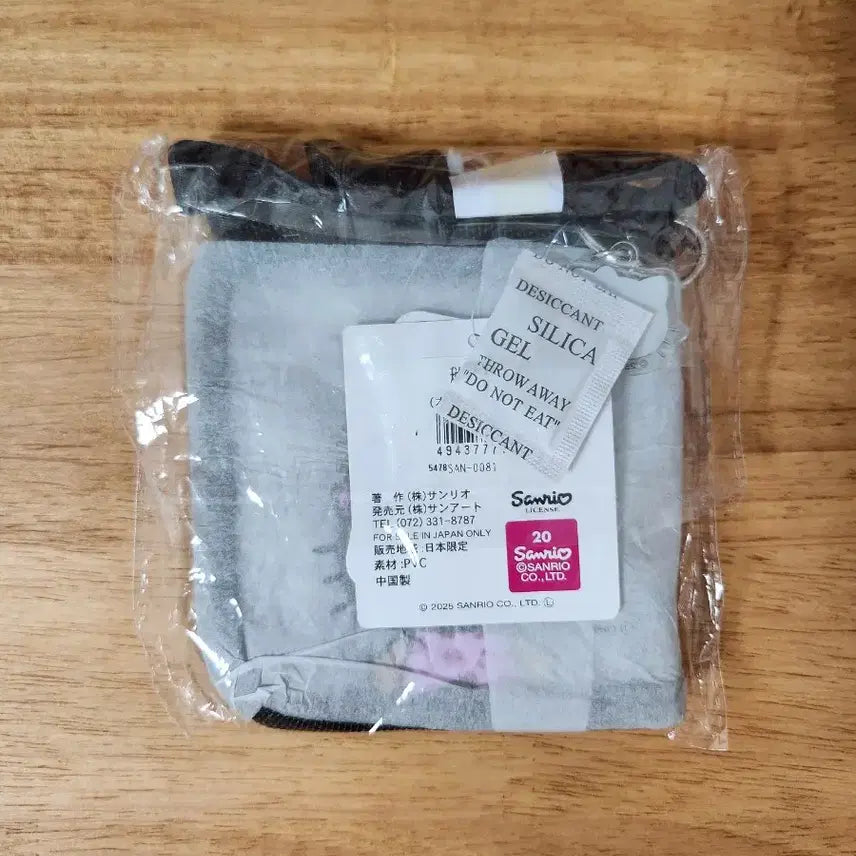 DO NOT EAT
DESICCANT
SILICA
GEL
THROW AWAY
"DO NOT EAT"
DESICCANT
5478SAN-0081
著 作 (株)サンリオ
発売元 (株)サンアート
TEL (072) 331-8787
FOR SALE IN JAPAN ONLY
販売地域:日本限定
素材:PVC
中国製
Sanrio
LICENSE
20
Sanrio
©SANRIO
CO., LTD.
© 2025 SANRIO CO., LTD. Ⓛ